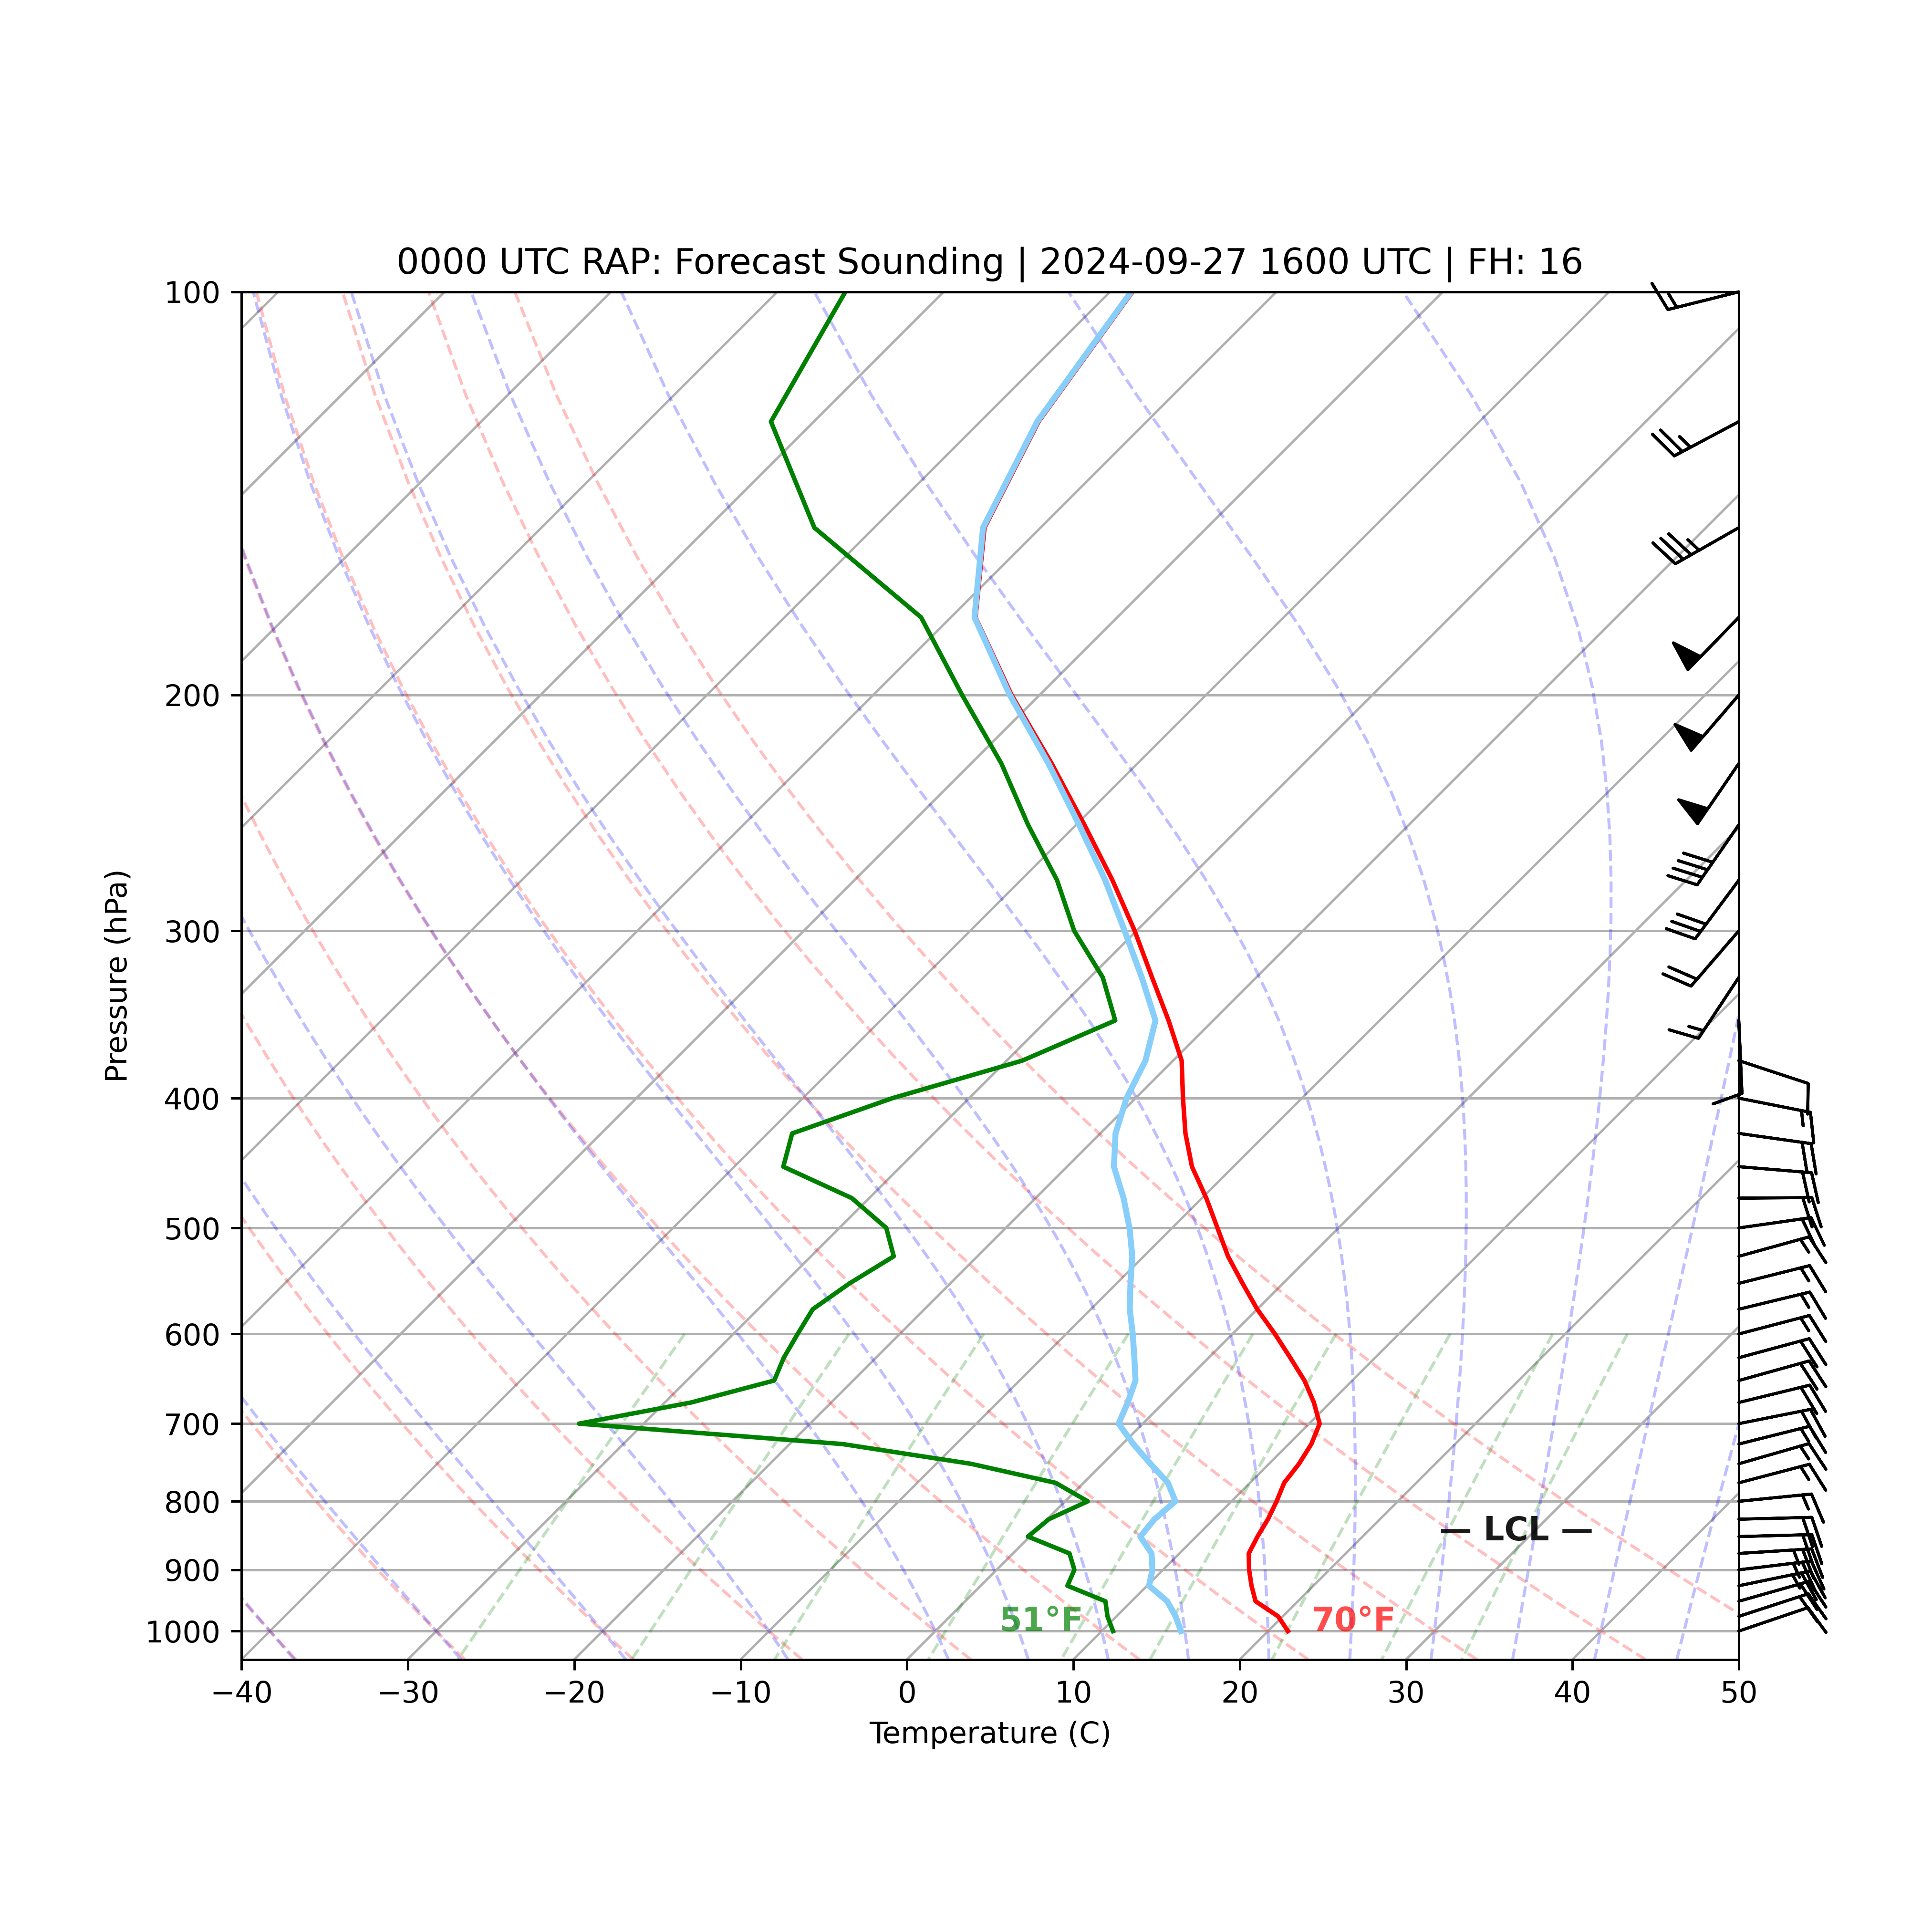 0000 UTC RAP: Forecast Sounding | 2024-09-27 1600 UTC | FH: 16
100
200
300
400
500
600
700
800
900
1000
Pressure (hPa)
— LCL —
51°F
70°F
−40 −30 −20 −10 0 10 20 30 40 50
Temperature (C)